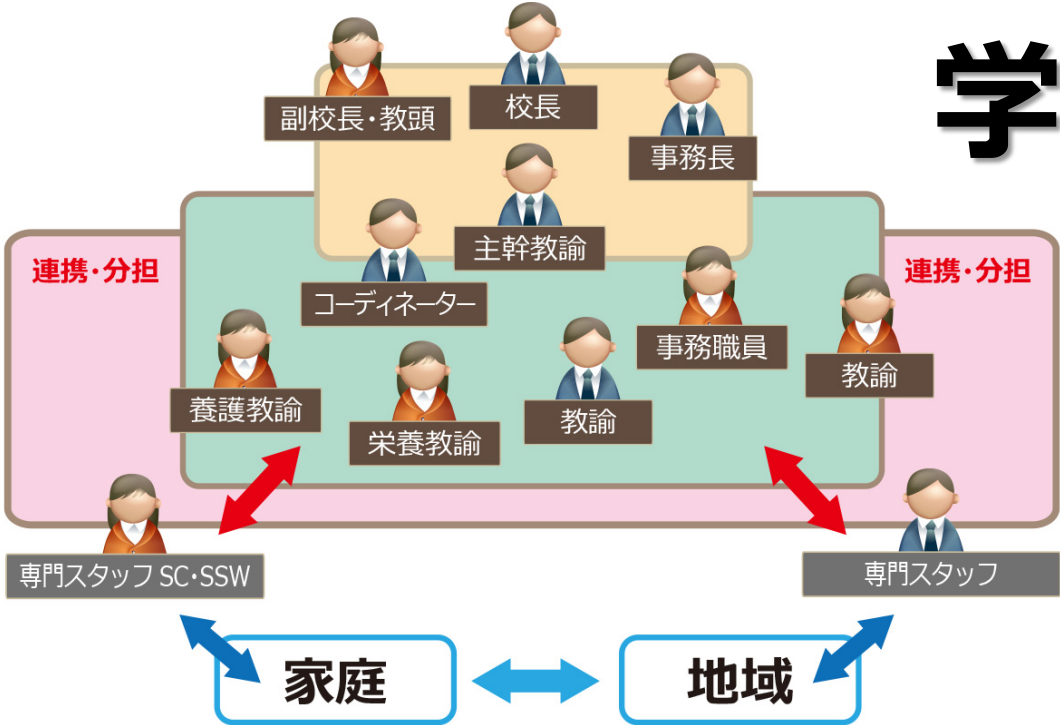 学
校長
副校長・教頭
事務長
主幹教諭
連携・分担
連携・分担
コーディネーター
事務職員
教諭
養護教諭
教諭
栄養教諭
専門スタッフ SC・SSW
専門スタッフ
家庭
地域